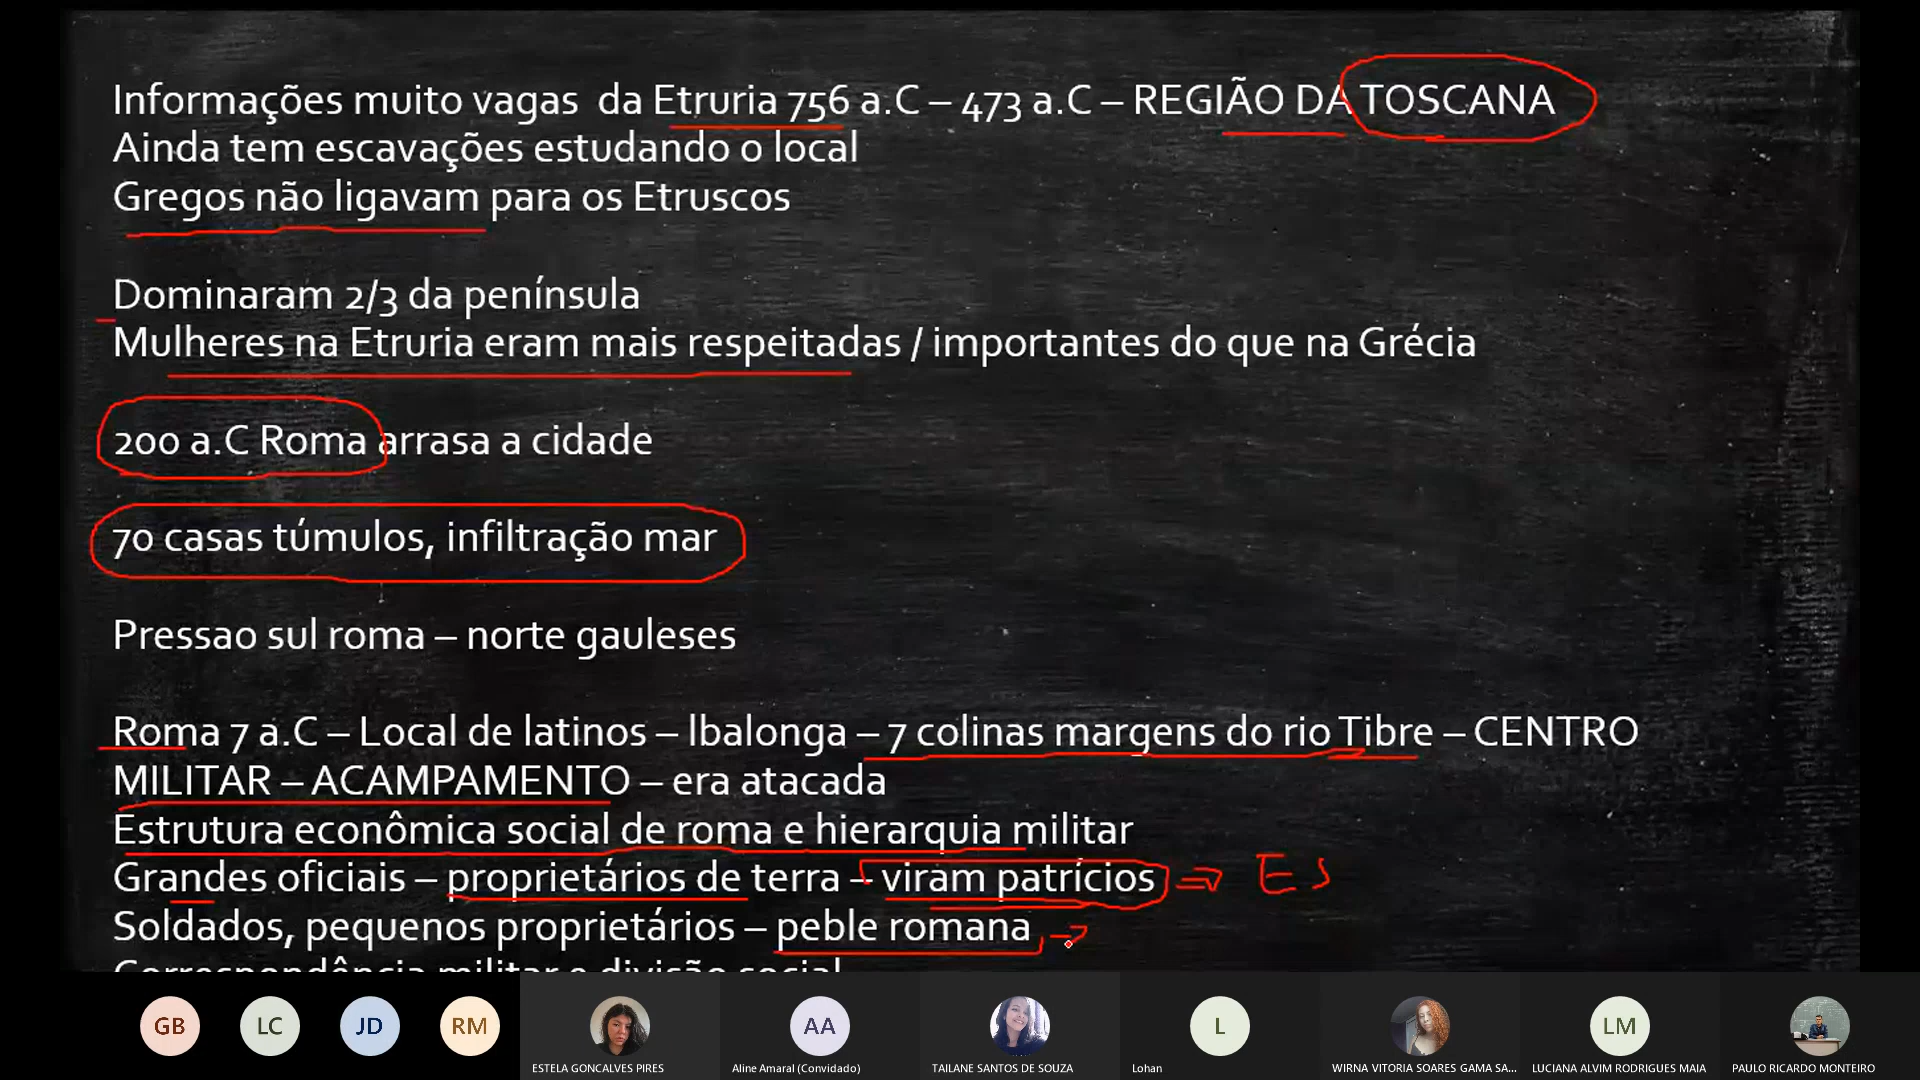 Informações muito vagas  da Etruria 756 a.C – 473 a.C – REGIÃO DA TOSCANA
Ainda tem escavações estudando o local
Gregos não ligavam para os Etruscos
Dominaram 2/3 da península
Mulheres na Etruria eram mais respeitadas / importantes do que na Grécia
200 a.C Roma arrasa a cidade
70 casas túmulos, infiltração mar
Pressao sul roma – norte gauleses
Roma 7 a.C – Local de latinos – lbalonga – 7 colinas margens do rio Tibre – CENTRO
MILITAR – ACAMPAMENTO – era atacada
Estrutura econômica social de roma e hierarquia militar
Grandes oficiais – proprietários de terra – viram patrícios => ES
Soldados, pequenos proprietários – peble romana
Correspondência militar e divisão social
GB LC JD RM AA L LM
ESTELA GONCALVES PIRES Aline Amaral (Convidado) TAILANE SANTOS DE SOUZA Lohan WIRNA VITORIA SOARES GAMA SA... LUCIANA ALVIM RODRIGUES MAIA PAULO RICARDO MONTEIRO